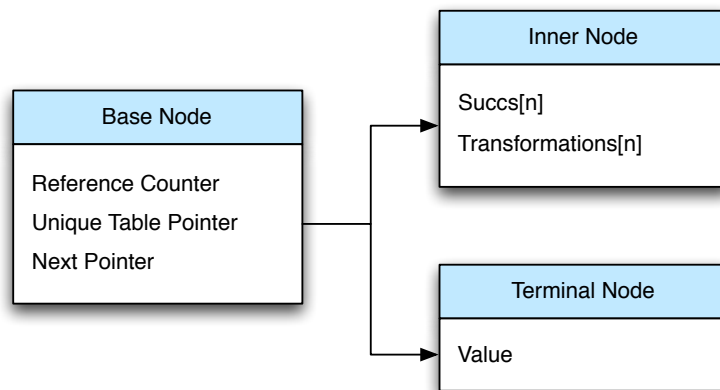 Base Node
Reference Counter
Unique Table Pointer
Next Pointer
Inner Node
Succs[n]
Transformations[n]
Terminal Node
Value